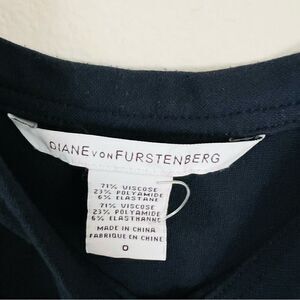 DIANE VON FURSTENBERG
71% VISCOSE
23% POLYAMIDE
6% ELASTANE
71% VISCOSE
23% POLYAMIDE
6% ELASTHANNE
MADE IN CHINA
FABRIQUE EN CHINE
0